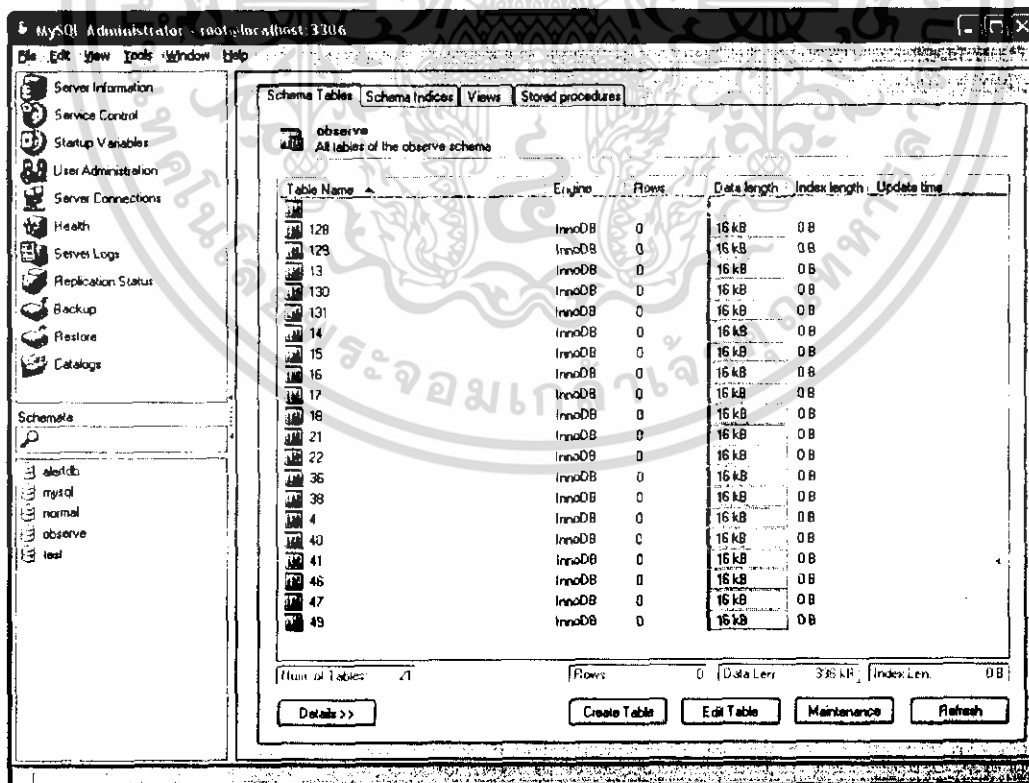 MySQL Administrator - root@localhost:3306
File Edit View Tools Window Help
Server Information
Service Control
Startup Variables
User Administration
Server Connections
Health
Server Logs
Replication Status
Backup
Restore
Catalogs
Schemata
alertdb
mysql
normal
observe
test
Schema Tables Schema Indices Views Stored procedures
observe
All tables of the observe schema
Table Name Engine Rows Data length Index length Update time
128 InnoDB 0 16 kB 0 B
129 InnoDB 0 16 kB 0 B
13 InnoDB 0 16 kB 0 B
130 InnoDB 0 16 kB 0 B
131 InnoDB 0 16 kB 0 B
14 InnoDB 0 16 kB 0 B
15 InnoDB 0 16 kB 0 B
16 InnoDB 0 16 kB 0 B
17 InnoDB 0 16 kB 0 B
18 InnoDB 0 16 kB 0 B
21 InnoDB 0 16 kB 0 B
22 InnoDB 0 16 kB 0 B
36 InnoDB 0 16 kB 0 B
38 InnoDB 0 16 kB 0 B
4 InnoDB 0 16 kB 0 B
40 InnoDB 0 16 kB 0 B
41 InnoDB 0 16 kB 0 B
46 InnoDB 0 16 kB 0 B
47 InnoDB 0 16 kB 0 B
49 InnoDB 0 16 kB 0 B
Num of Tables: 21 Rows 0 Data Len: 336 kB Index Len: 0 B
Details >> Create Table Edit Table Maintenance Refresh